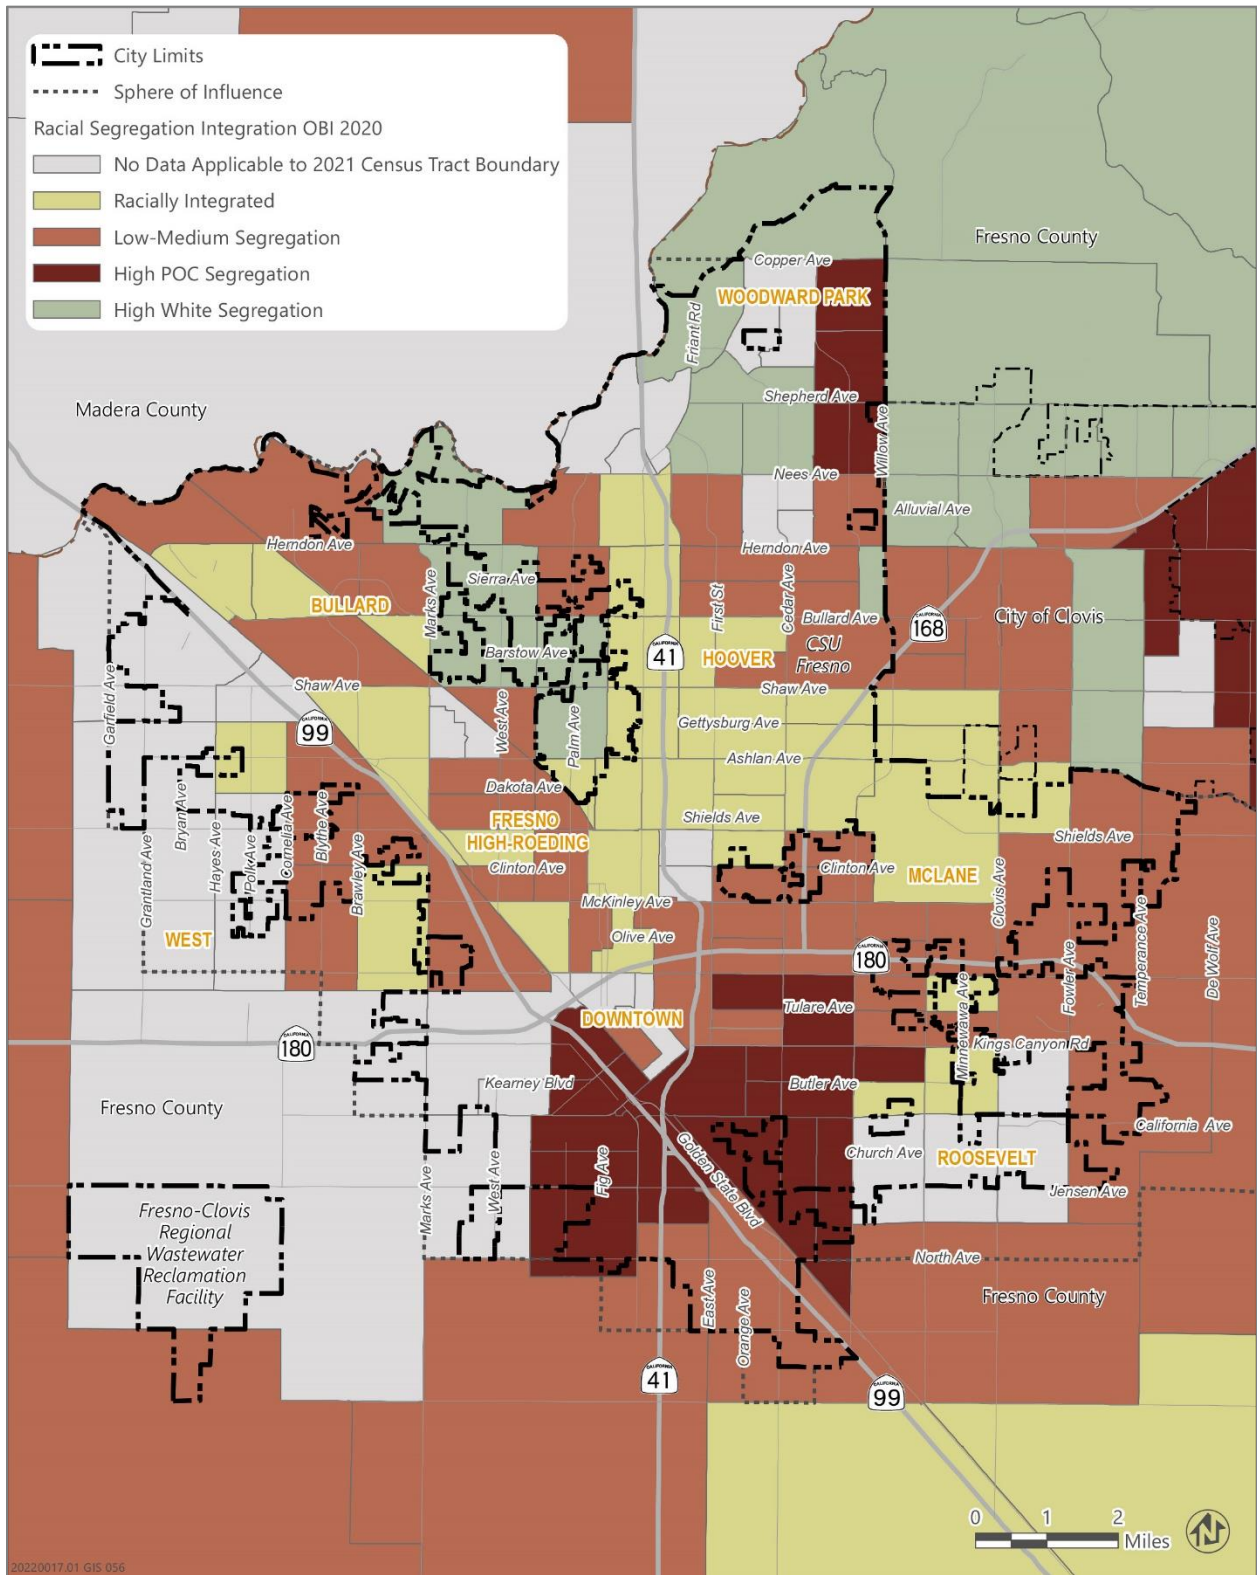 City Limits
Sphere of Influence
Racial Segregation Integration OBI 2020
No Data Applicable to 2021 Census Tract Boundary
Racially Integrated
Low-Medium Segregation
High POC Segregation
High White Segregation
Fresno County
Copper Ave
WOODWARD PARK
Friant Rd
Madera County
Shepherd Ave
Willow Ave
Nees Ave
Alluvial Ave
Herndon Ave
Herndon Ave
Sierra Ave
BULLARD
Marks Ave
First St
Cedar Ave
Bullard Ave
CALIFORNIA
168
City of Clovis
Barstow Ave
CALIFORNIA
41
HOOVER
CSU
Fresno
Garfield Ave
Shaw Ave
Shaw Ave
West Ave
Palm Ave
Gettysburg Ave
CALIFORNIA
99
Ashlan Ave
Dakota Ave
Bryan Ave
Grantland Ave
Hayes Ave
Polk Ave
Cornelia Ave
Blythe Ave
Brawley Ave
FRESNO
HIGH-ROEDING
Shields Ave
Shields Ave
Clinton Ave
Clinton Ave
MCLANE
Clovis Ave
McKinley Ave
WEST
Olive Ave
CALIFORNIA
180
Fowler Ave
Temperance Ave
De Wolf Ave
Tulare Ave
Minnewawa Ave
DOWNTOWN
CALIFORNIA
180
Kings Canyon Rd
Kearney Blvd
Butler Ave
Fresno County
California Ave
Golden State Blvd
Church Ave
ROOSEVELT
Fig Ave
Marks Ave
West Ave
Jensen Ave
Fresno-Clovis
Regional
Wastewater
Reclamation
Facility
North Ave
East Ave
Orange Ave
Fresno County
CALIFORNIA
41
CALIFORNIA
99
0 1 2
Miles
N
20220017.01 GIS 056